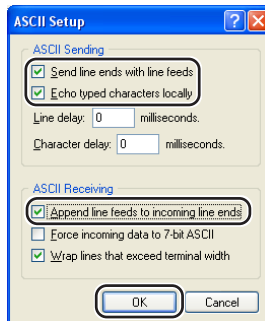 ASCII Setup
ASCII Sending
Send line ends with line feeds
Echo typed characters locally
Line delay: 0 milliseconds.
Character delay: 0 milliseconds.
ASCII Receiving
Append line feeds to incoming line ends
Force incoming data to 7-bit ASCII
Wrap lines that exceed terminal width
OK Cancel